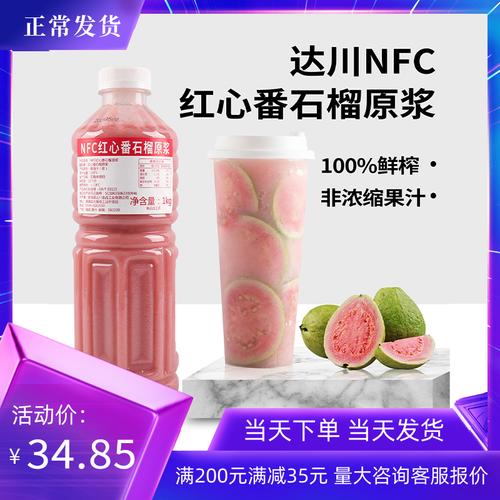 正常发货
达川NFC
红心番石榴原浆
100%鲜榨
非浓缩果汁
NFC红心番石榴原浆
净含量:
1kg
活动价:
¥34.85
当天下单 当天发货
满200元满减35元 量大咨询客服报价